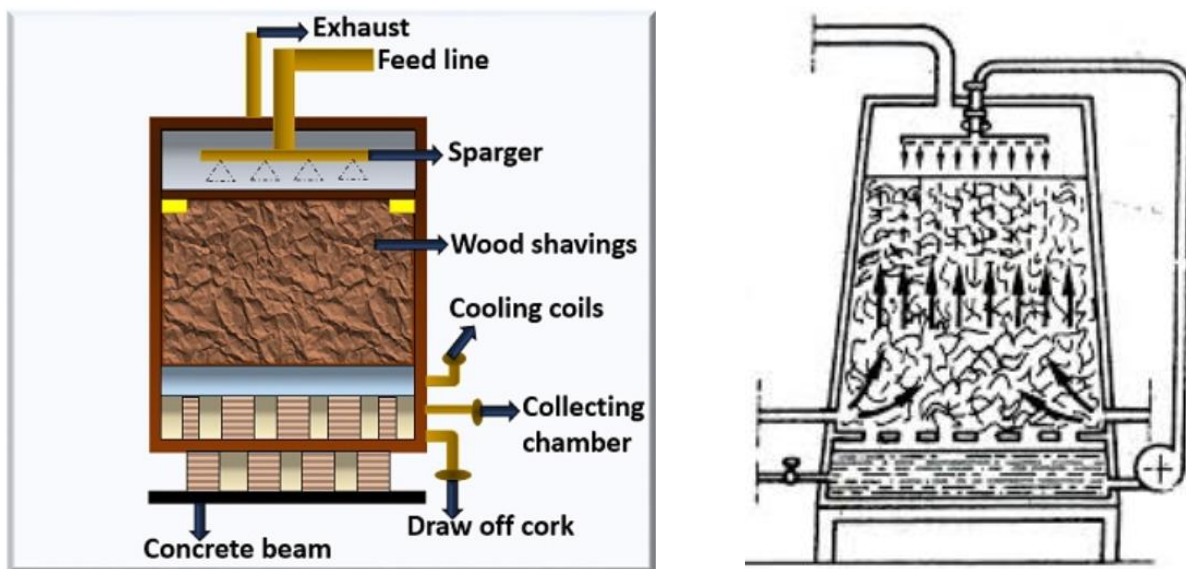 Exhaust
Feed line
Sparger
Wood shavings
Cooling coils
Collecting
chamber
Draw off cork
Concrete beam